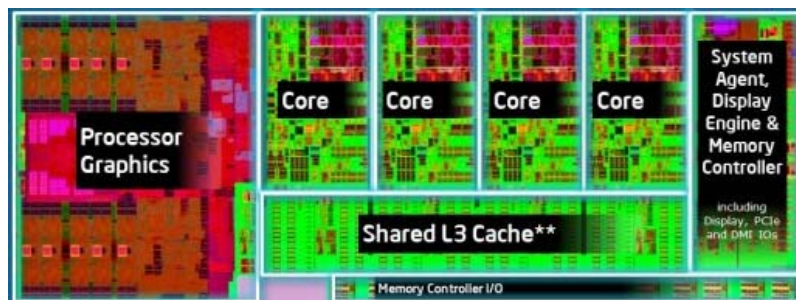 Processor
Graphics
Core
Core
Core
Core
System
Agent,
Display
Engine &
Memory
Controller
including
Display, PCIe
and DMI IOs
Shared L3 Cache**
Memory Controller I/O